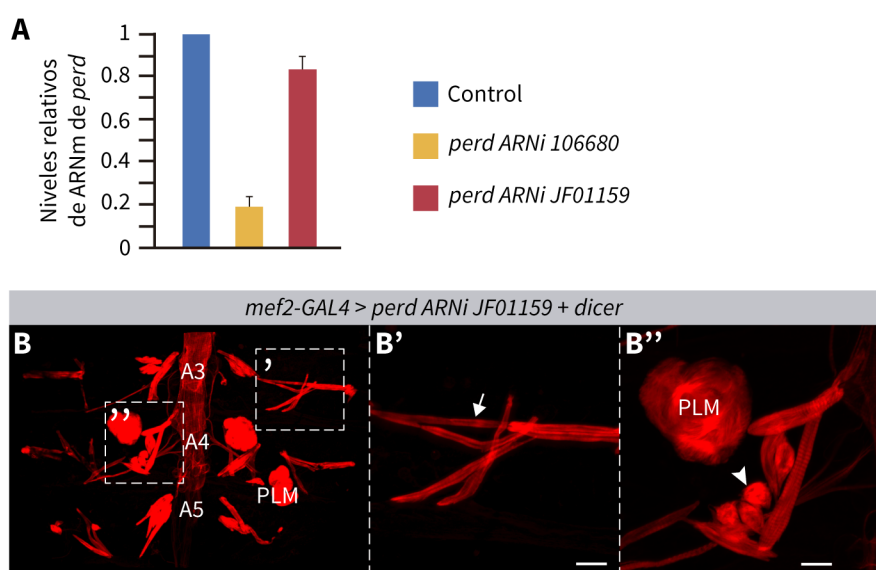 A
1
0.8
0.6
0.4
0.2
0
Niveles relativos
de ARNm de perd
Control
perd ARNi 106680
perd ARNi JF01159
mef2-GAL4 > perd ARNi JF01159 + dicer
B
A3
’
’’
A4
PLM
A5
B’
B’’
PLM